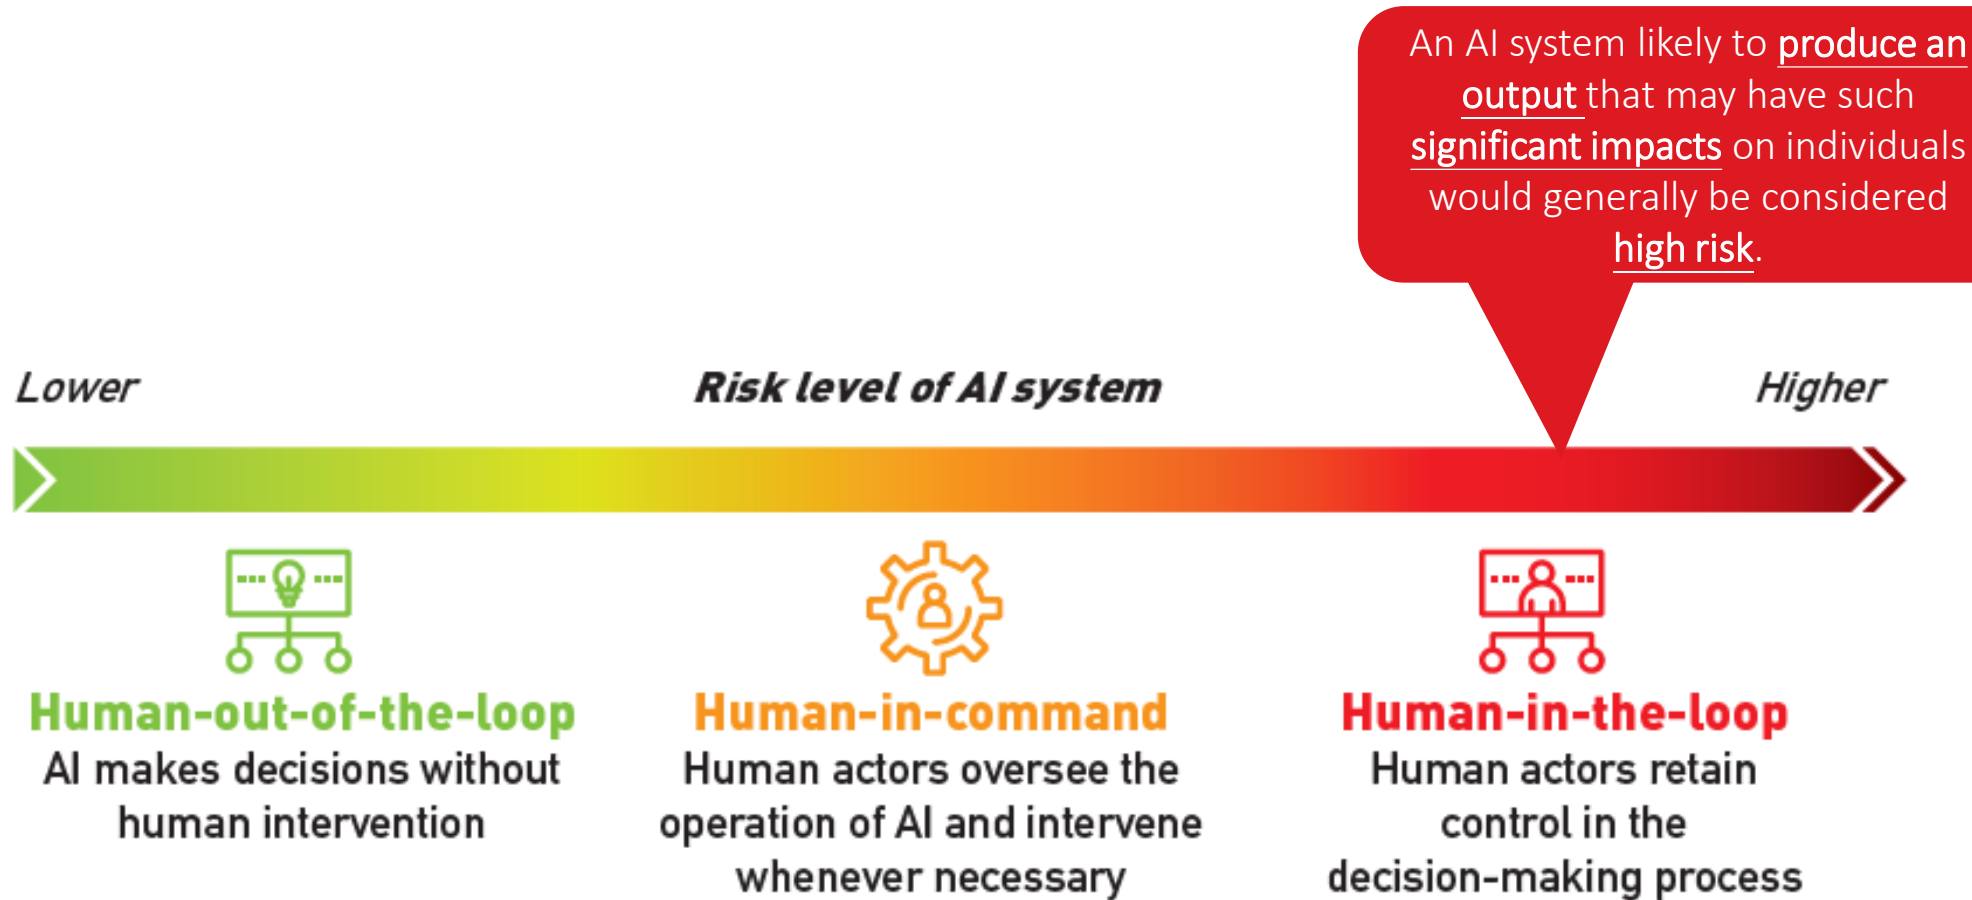 An AI system likely to produce an
output that may have such
significant impacts on individuals
would generally be considered
high risk.
Lower
Risk level of AI system
Higher
Human-out-of-the-loop
AI makes decisions without
human intervention
Human-in-command
Human actors oversee the
operation of AI and intervene
whenever necessary
Human-in-the-loop
Human actors retain
control in the
decision-making process